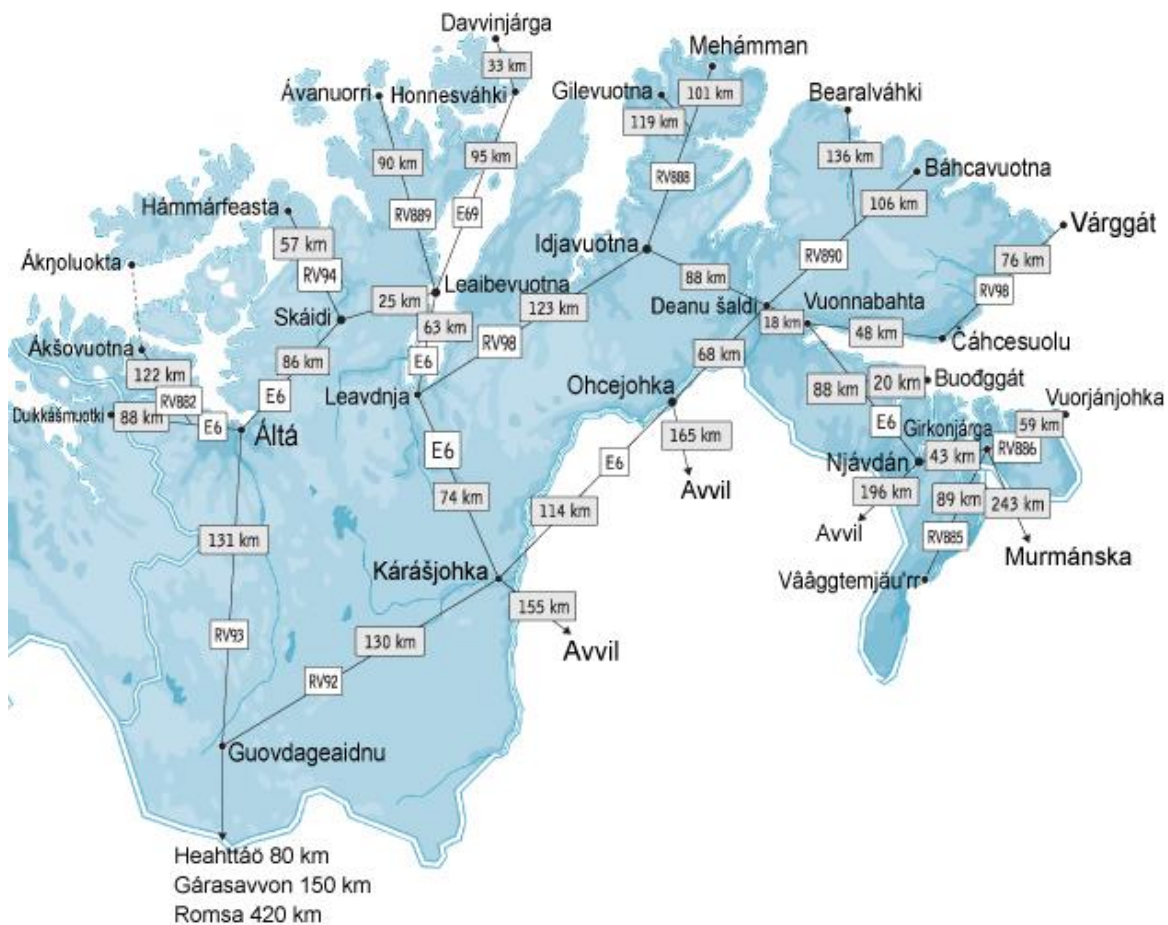 Davvinjárga
33 km
Mehámman
Ávanuorri
Honnesváhki
Gilevuotna
101 km
Bearalváhki
119 km
90 km
95 km
136 km
Báhcavuotna
RV888
106 km
Hámmárfeasta
RV889
E69
Várggát
57 km
Idjavuotna
RV890
76 km
Ákŋoluokta
RV94
88 km
RV98
Leaibevuotna
25 km
123 km
Deanu šaldi
Vuonnabahta
Skáidi
63 km
18 km
48 km
RV98
Čáhcesuolu
Ákšovuotna
86 km
E6
68 km
122 km
Ohcejohka
88 km
20 km
Buođggát
RV882
E6
Leavdnja
Vuorjánjohka
Duikkášmuotki
88 km
E6
Áltá
E6
165 km
E6
Girkonjárga
59 km
RV886
E6
Njávdán
43 km
74 km
114 km
Avvil
196 km
89 km
243 km
131 km
Avvil
RV885
Murmánska
Kárášjohka
Vââggtemjäu'rr
155 km
RV93
130 km
Avvil
RV92
Guovdageaidnu
Heahttáö 80 km
Gárasavvon 150 km
Romsa 420 km